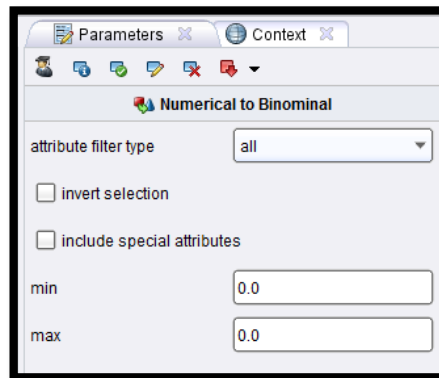 Parameters Context
Numerical to Binominal
attribute filter type all
invert selection
include special attributes
min 0.0
max 0.0